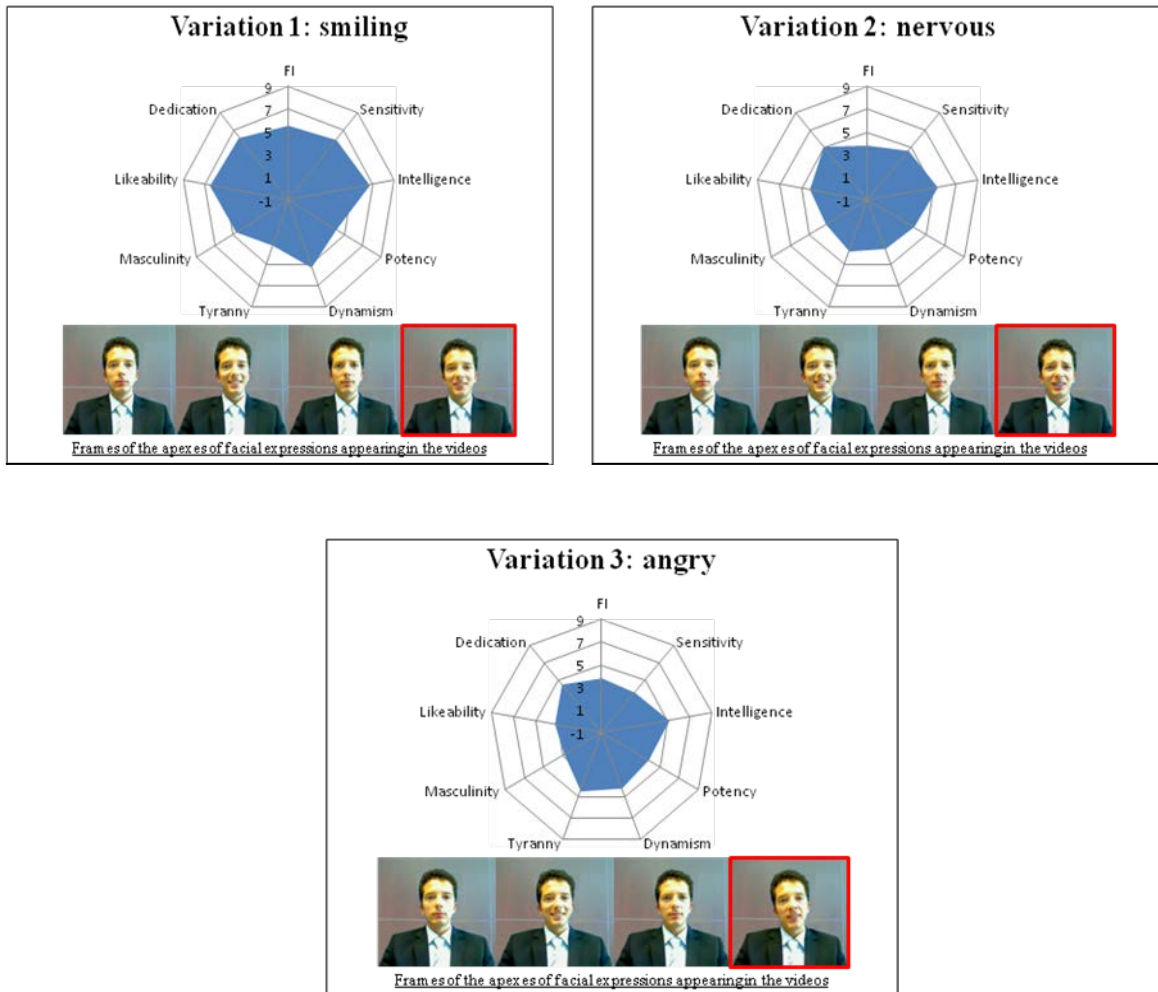 Variation 1: smiling
FI
9
7
5
3
1
-1
Dedication
Sensitivity
Likeability
Intelligence
Masculinity
Potency
Tyranny
Dynamism
Frames of the apexes of facial expressions appearing in the videos
Variation 2: nervous
FI
9
7
5
3
1
-1
Dedication
Sensitivity
Likeability
Intelligence
Masculinity
Potency
Tyranny
Dynamism
Frames of the apexes of facial expressions appearing in the videos
Variation 3: angry
FI
9
7
5
3
1
-1
Dedication
Sensitivity
Likeability
Intelligence
Masculinity
Potency
Tyranny
Dynamism
Frames of the apexes of facial expressions appearing in the videos